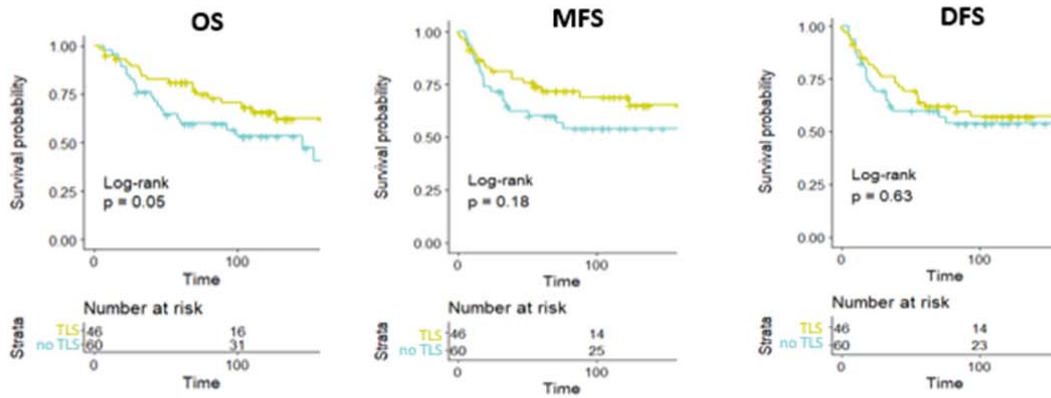 OS
Survival probability
1.00
0.75
0.50
0.25
0.00
Log-rank
p = 0.05
0
100
Time
Number at risk
Strata
TLS 46 16
no TLS 60 31
0
100
Time
MFS
Survival probability
1.00
0.75
0.50
0.25
0.00
Log-rank
p = 0.18
0
100
Time
Number at risk
Strata
TLS 46 14
no TLS 60 25
0
100
Time
DFS
Survival probability
1.00
0.75
0.50
0.25
0.00
Log-rank
p = 0.63
0
100
Time
Number at risk
Strata
TLS 46 14
no TLS 60 23
0
100
Time